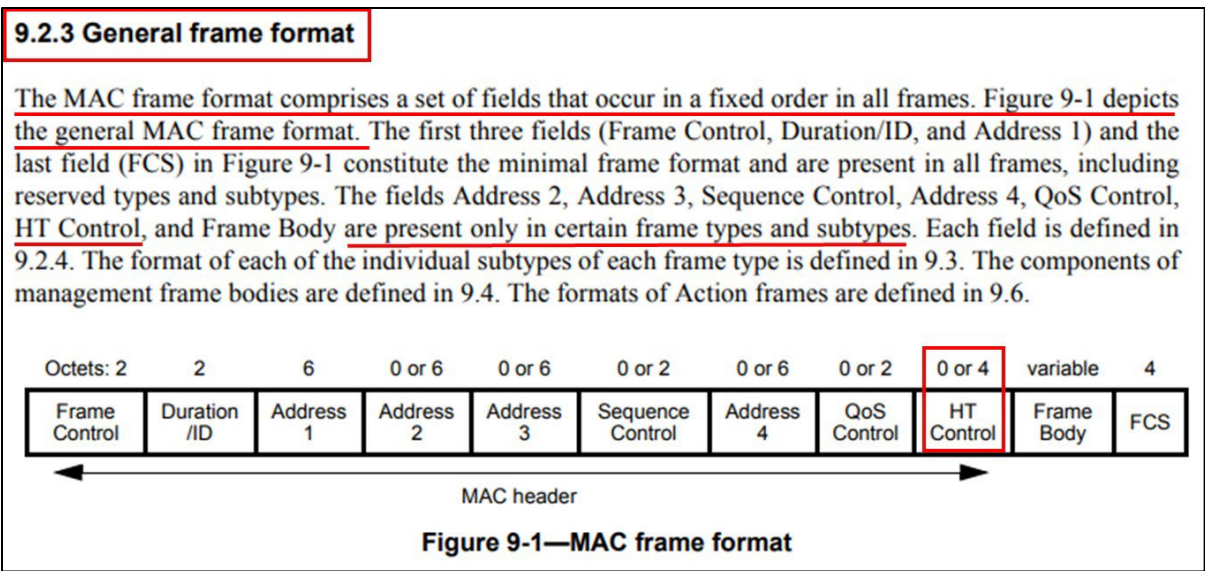 9.2.3 General frame format
The MAC frame format comprises a set of fields that occur in a fixed order in all frames. Figure 9-1 depicts
the general MAC frame format. The first three fields (Frame Control, Duration/ID, and Address 1) and the
last field (FCS) in Figure 9-1 constitute the minimal frame format and are present in all frames, including
reserved types and subtypes. The fields Address 2, Address 3, Sequence Control, Address 4, QoS Control,
HT Control, and Frame Body are present only in certain frame types and subtypes. Each field is defined in
9.2.4. The format of each of the individual subtypes of each frame type is defined in 9.3. The components of
management frame bodies are defined in 9.4. The formats of Action frames are defined in 9.6.
Octets: 2 2 6 0 or 6 0 or 6 0 or 2 0 or 6 0 or 2 0 or 4 variable 4
Frame Duration Address Address Address Sequence Address QoS HT Frame FCS
Control /ID 1 2 3 Control 4 Control Control Body
MAC header
Figure 9-1—MAC frame format